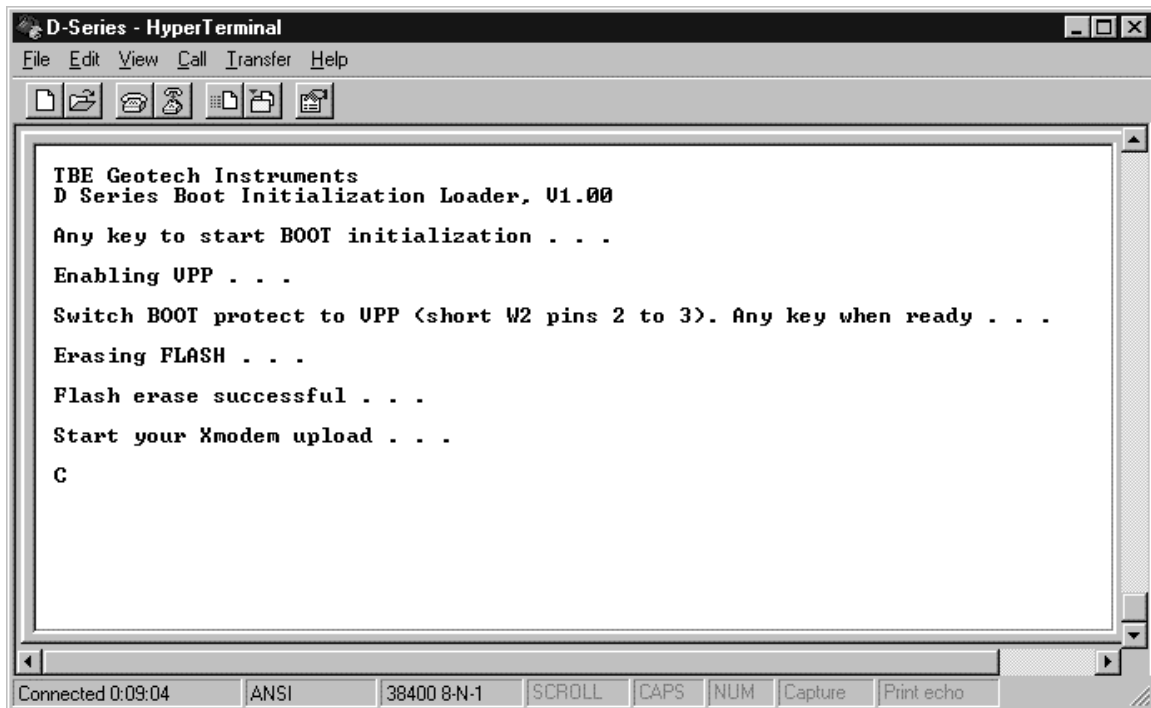 D-Series - HyperTerminal
File Edit View Call Transfer Help
TBE Geotech Instruments
D Series Boot Initialization Loader, V1.00
Any key to start BOOT initialization . . .
Enabling VPP . . .
Switch BOOT protect to VPP (short W2 pins 2 to 3). Any key when ready . . .
Erasing FLASH . . .
Flash erase successful . . .
Start your Xmodem upload . . .
C
Connected 0:09:04 ANSI 38400 8-N-1 SCROLL CAPS NUM Capture Print echo